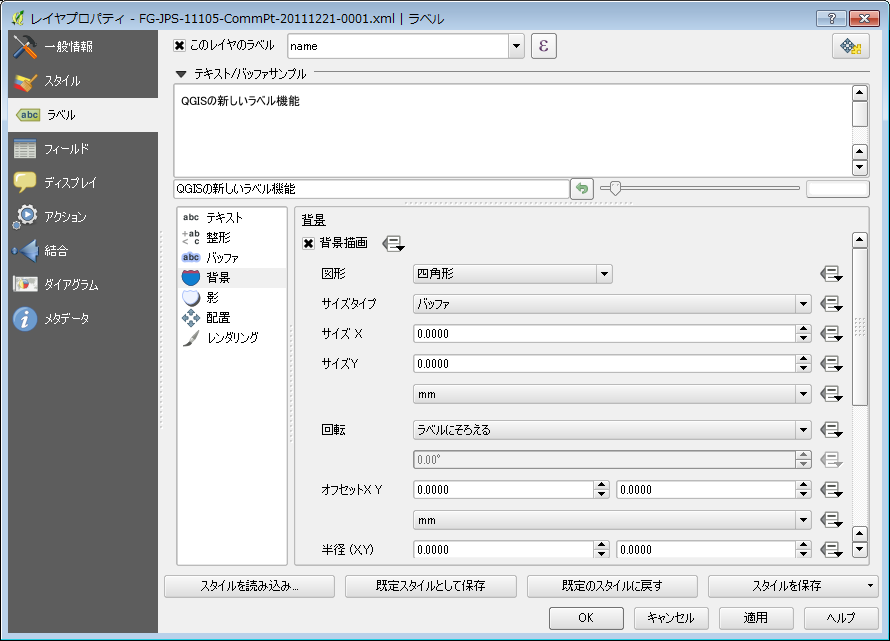 レイヤプロパティ - FG-JPS-11105-CommPt-20111221-0001.xml | ラベル
一般情報
スタイル
ラベル
フィールド
ディスプレイ
アクション
結合
ダイアグラム
メタデータ
このレイヤのラベル
name
ε
テキスト/バッファサンプル
QGISの新しいラベル機能
QGISの新しいラベル機能
テキスト
整形
バッファ
背景
影
配置
レンダリング
背景
背景描画
図形
四角形
サイズタイプ
バッファ
サイズ X
0.0000
サイズY
0.0000
mm
回転
ラベルにそろえる
0.00°
オフセットX Y
0.0000
0.0000
mm
半径 (X,Y)
0.0000
0.0000
スタイルを読み込み...
既定スタイルとして保存
既定のスタイルに戻す
スタイルを保存
OK
キャンセル
適用
ヘルプ